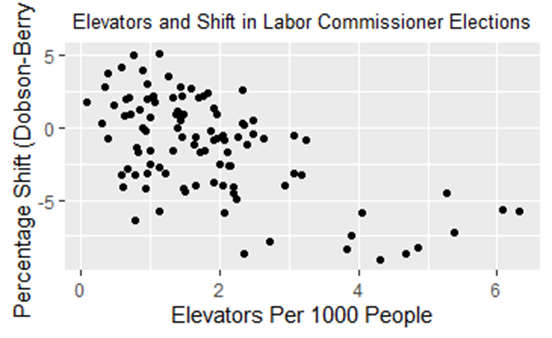 Elevators and Shift in Labor Commissioner Elections
Percentage Shift (Dobson-Berry
5
0
-5
0
2
4
6
Elevators Per 1000 People